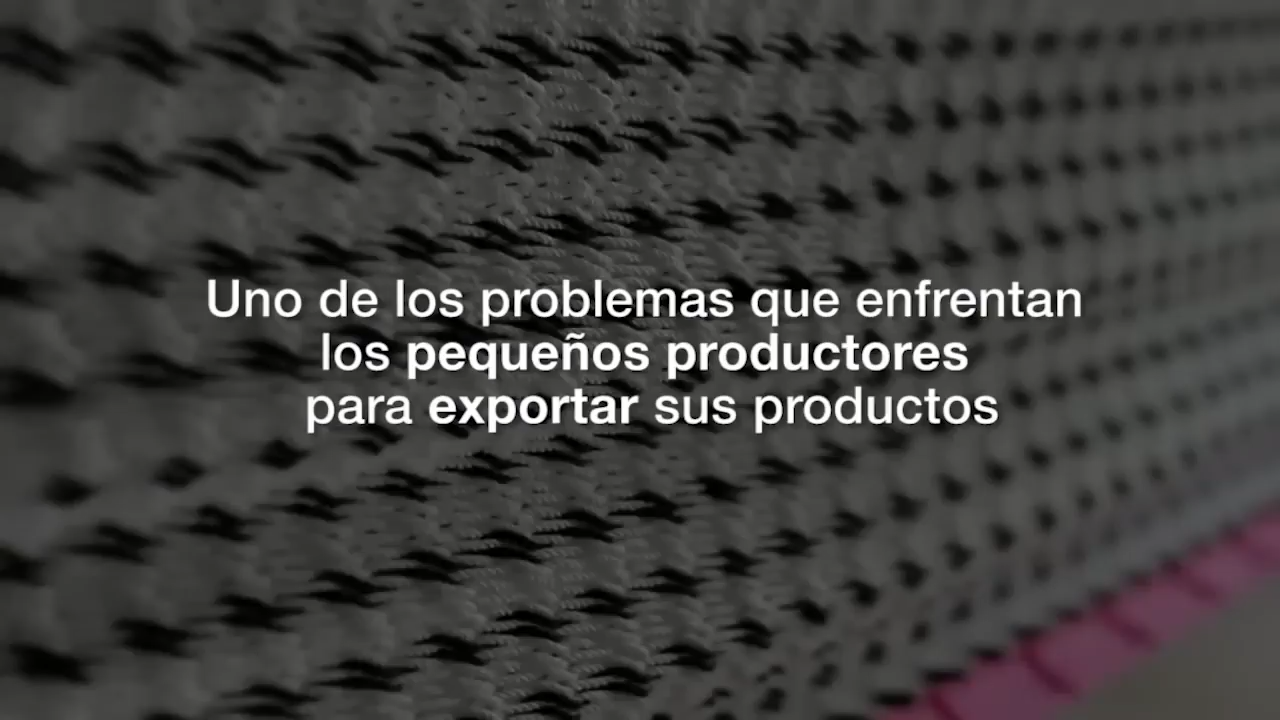 Uno de los problemas que enfrentan
los pequeños productores
para exportar sus productos